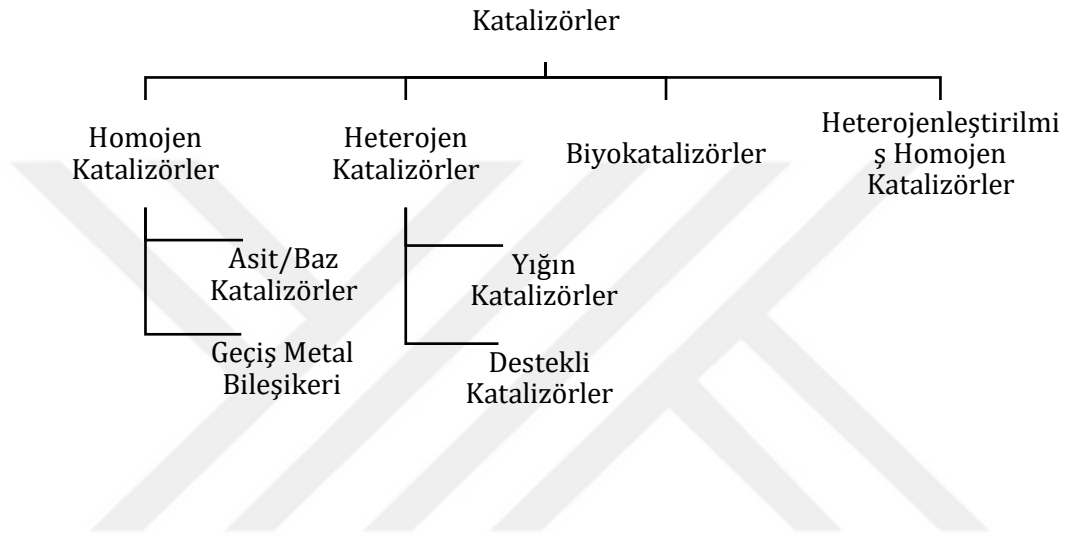 Katalizörler
Homojen
Katalizörler
Heterojen
Katalizörler
Biyokatalizörler
Heterojenleştirilmi
ş Homojen
Katalizörler
Asit/Baz
Katalizörler
Geçiş Metal
Bileşikeri
Yığın
Katalizörler
Destekli
Katalizörler